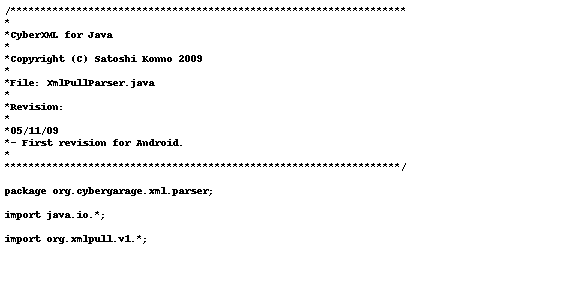 /******************************************************************
*
*CyberXML for Java
*
*Copyright (C) Satoshi Konno 2009
*
*File: XmlPullParser.java
*
*Revision:
*
*05/11/09
*- First revision for Android.
*
******************************************************************/
package org.cybergarage.xml.parser;
import java.io.*;
import org.xmlpull.v1.*;